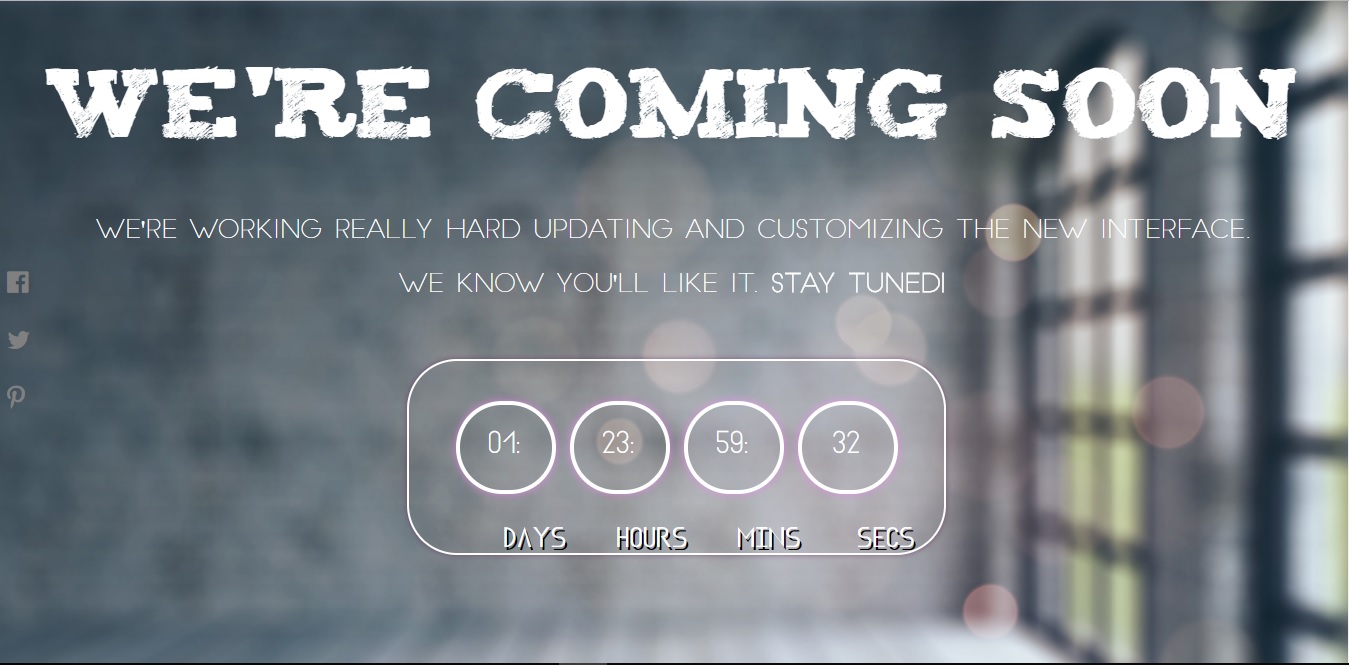 WE'RE COMING SOON
WE'RE WORKING REALLY HARD UPDATING AND CUSTOMIZING THE NEW INTERFACE.
WE KNOW YOU'LL LIKE IT. STAY TUNED!
01: 23: 59: 32
DAYS HOURS MINS SECS